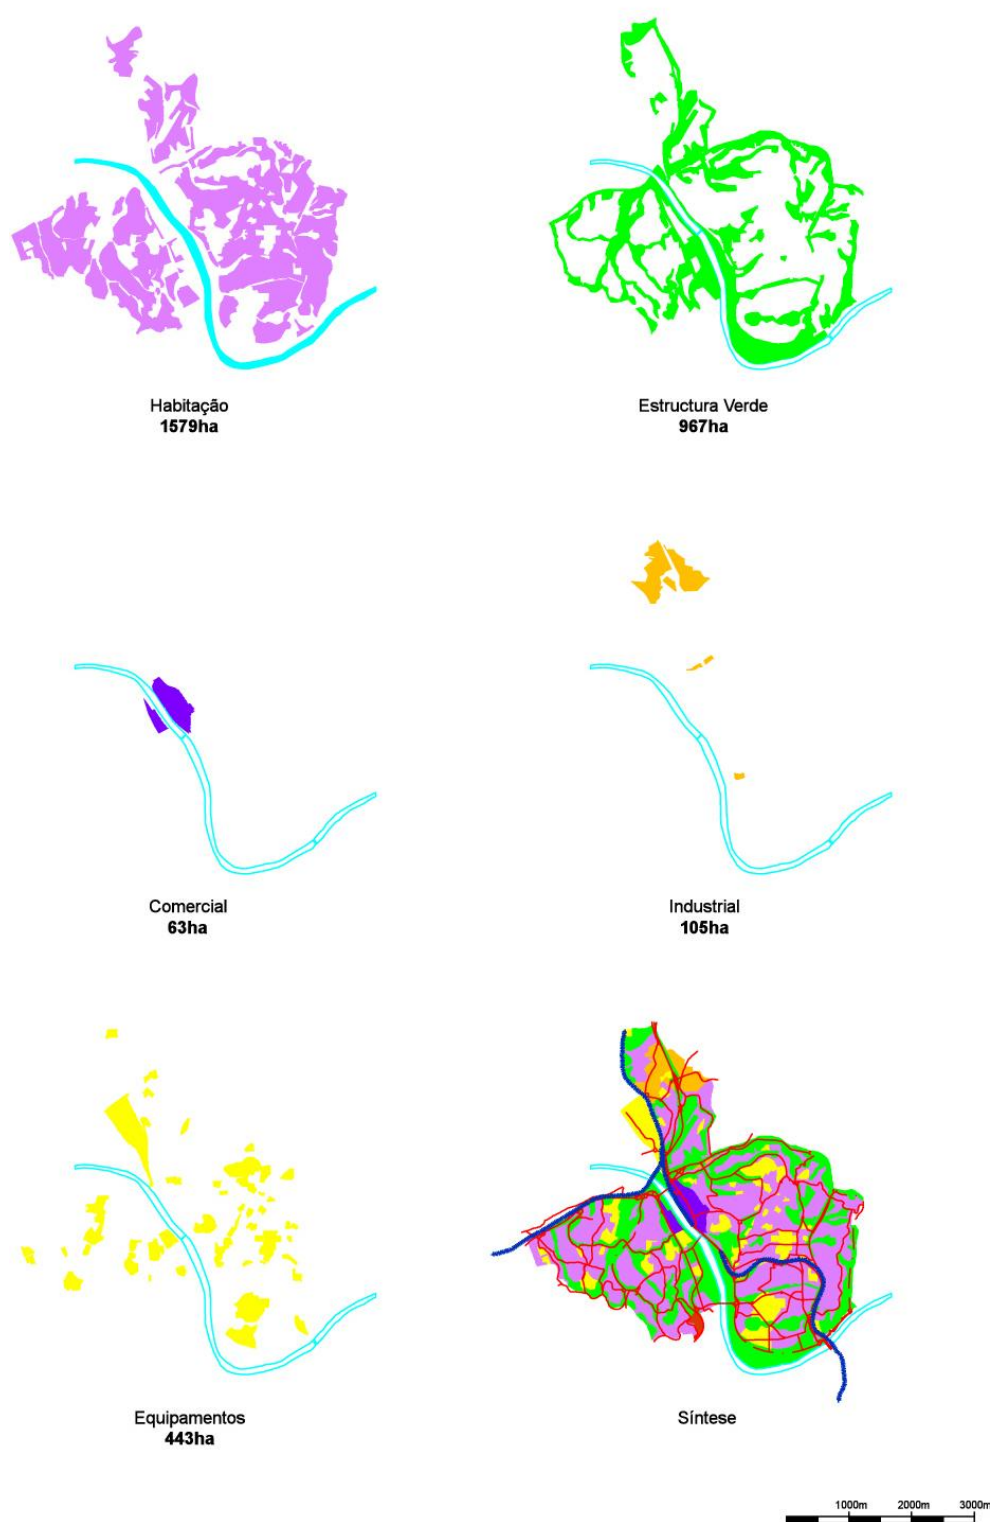 Habitação
1579ha
Estructura Verde
967ha
Comercial
63ha
Industrial
105ha
Equipamentos
443ha
Síntese
1000m 2000m 3000m